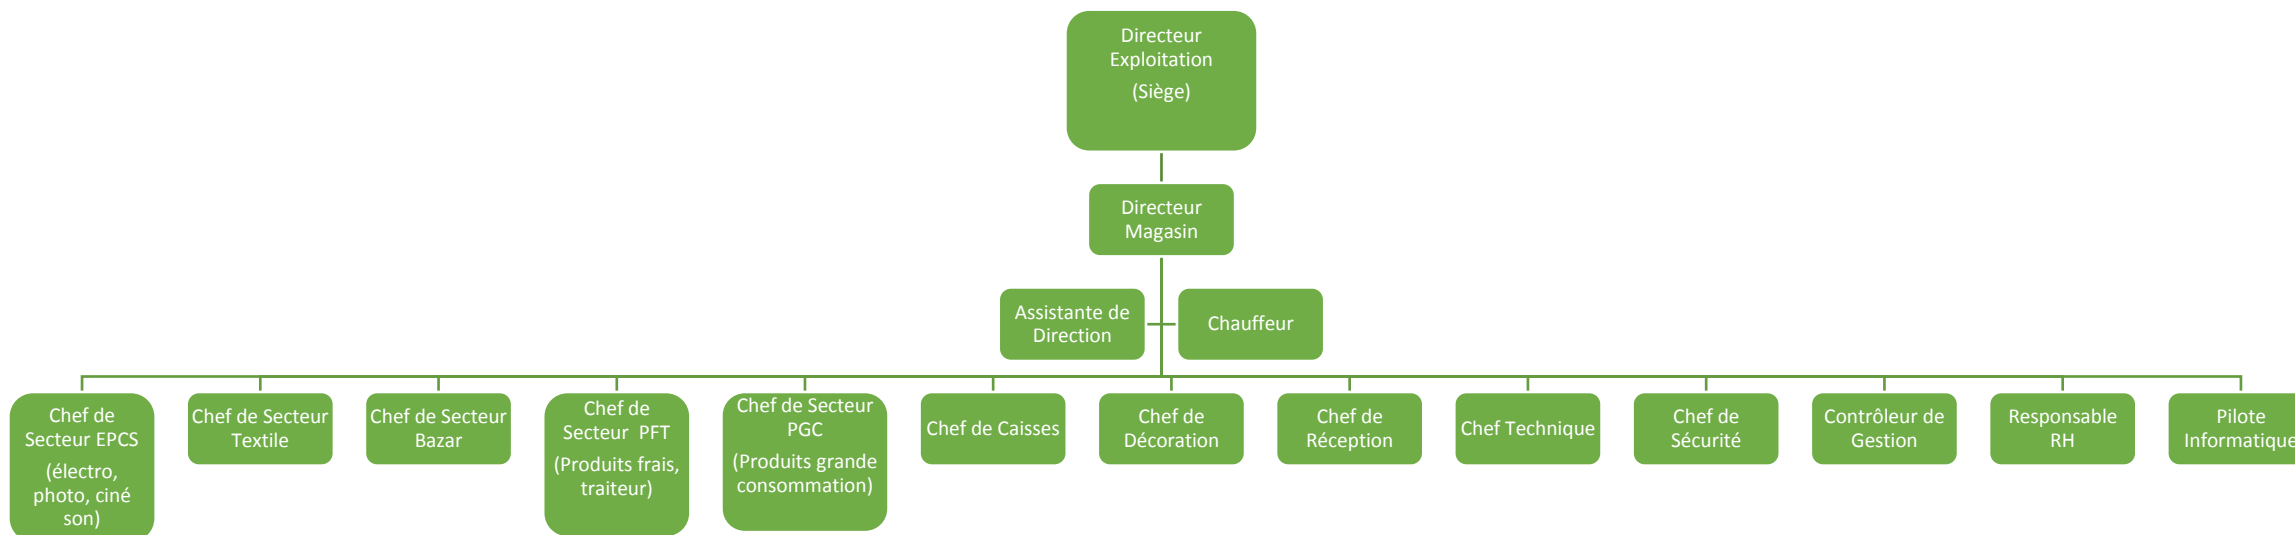 Directeur
Exploitation
(Siège)
Directeur
Magasin
Assistante de
Direction
Chauffeur
Chef de
Secteur EPCS
(électro,
photo, ciné
son)
Chef de Secteur
Textile
Chef de Secteur
Bazar
Chef de
Secteur PFT
(Produits frais,
traiteur)
Chef de Secteur
PGC
(Produits grande
consommation)
Chef de Caisses
Chef de
Décoration
Chef de
Réception
Chef Technique
Chef de
Sécurité
Contrôleur de
Gestion
Responsable
RH
Pilote
Informatique